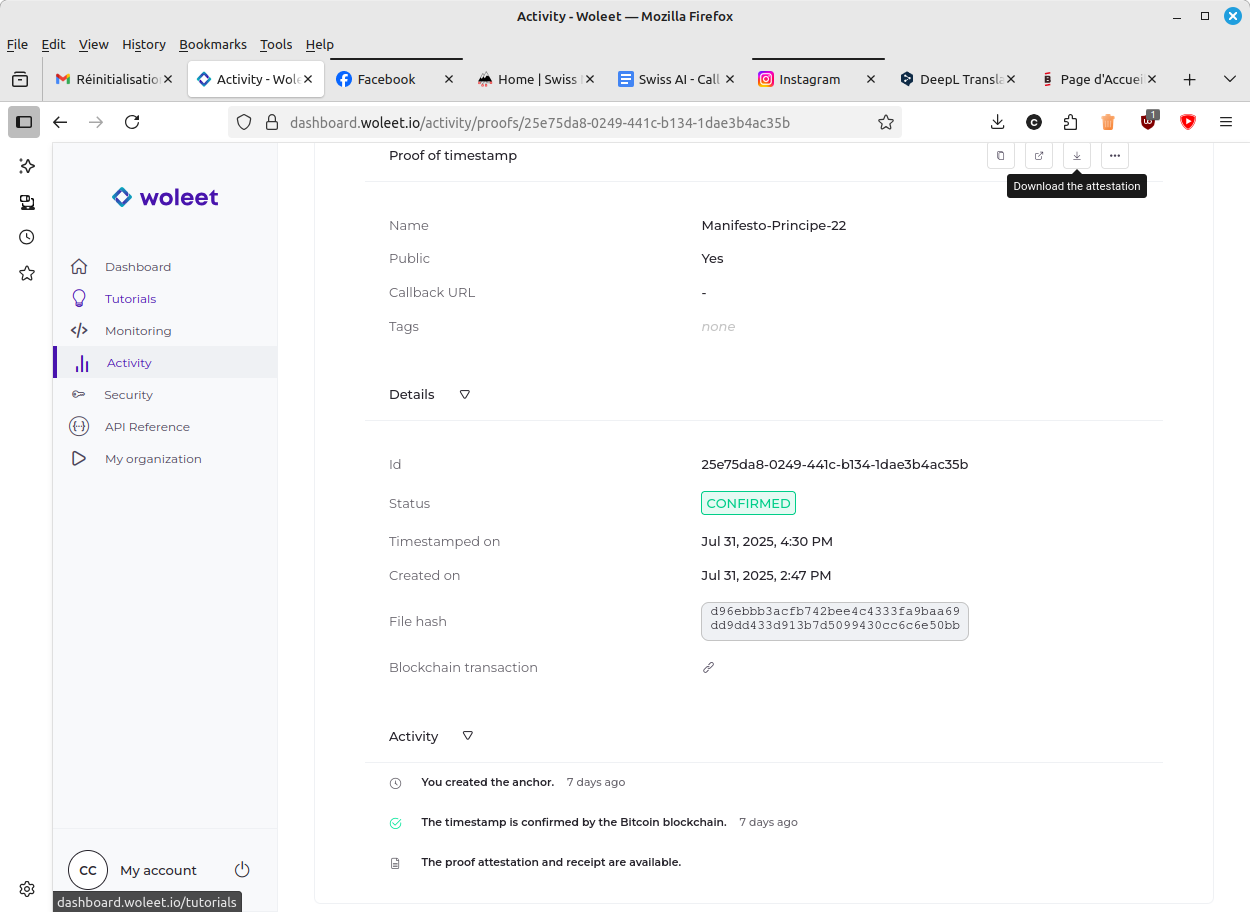 Activity - Woleet — Mozilla Firefox
File Edit View History Bookmarks Tools Help
Réinitialisatio
Activity - Wole
Facebook
Home | Swiss
Swiss AI - Call
Instagram
DeepL Transla
Page d'Accuei
dashboard.woleet.io/activity/proofs/25e75da8-0249-441c-b134-1dae3b4ac35b
C
1
woleet
Dashboard
Tutorials
Monitoring
Activity
Security
API Reference
My organization
CC My account
dashboard.woleet.io/tutorials
Proof of timestamp
Download the attestation
Name Manifesto-Principe-22
Public Yes
Callback URL -
Tags none
Details
Id 25e75da8-0249-441c-b134-1dae3b4ac35b
Status CONFIRMED
Timestamped on Jul 31, 2025, 4:30 PM
Created on Jul 31, 2025, 2:47 PM
File hash d96ebbb3acfb742bee4c4333fa9baa69
dd9dd433d913b7d5099430cc6c6e50bb
Blockchain transaction
Activity
You created the anchor. 7 days ago
The timestamp is confirmed by the Bitcoin blockchain. 7 days ago
The proof attestation and receipt are available.